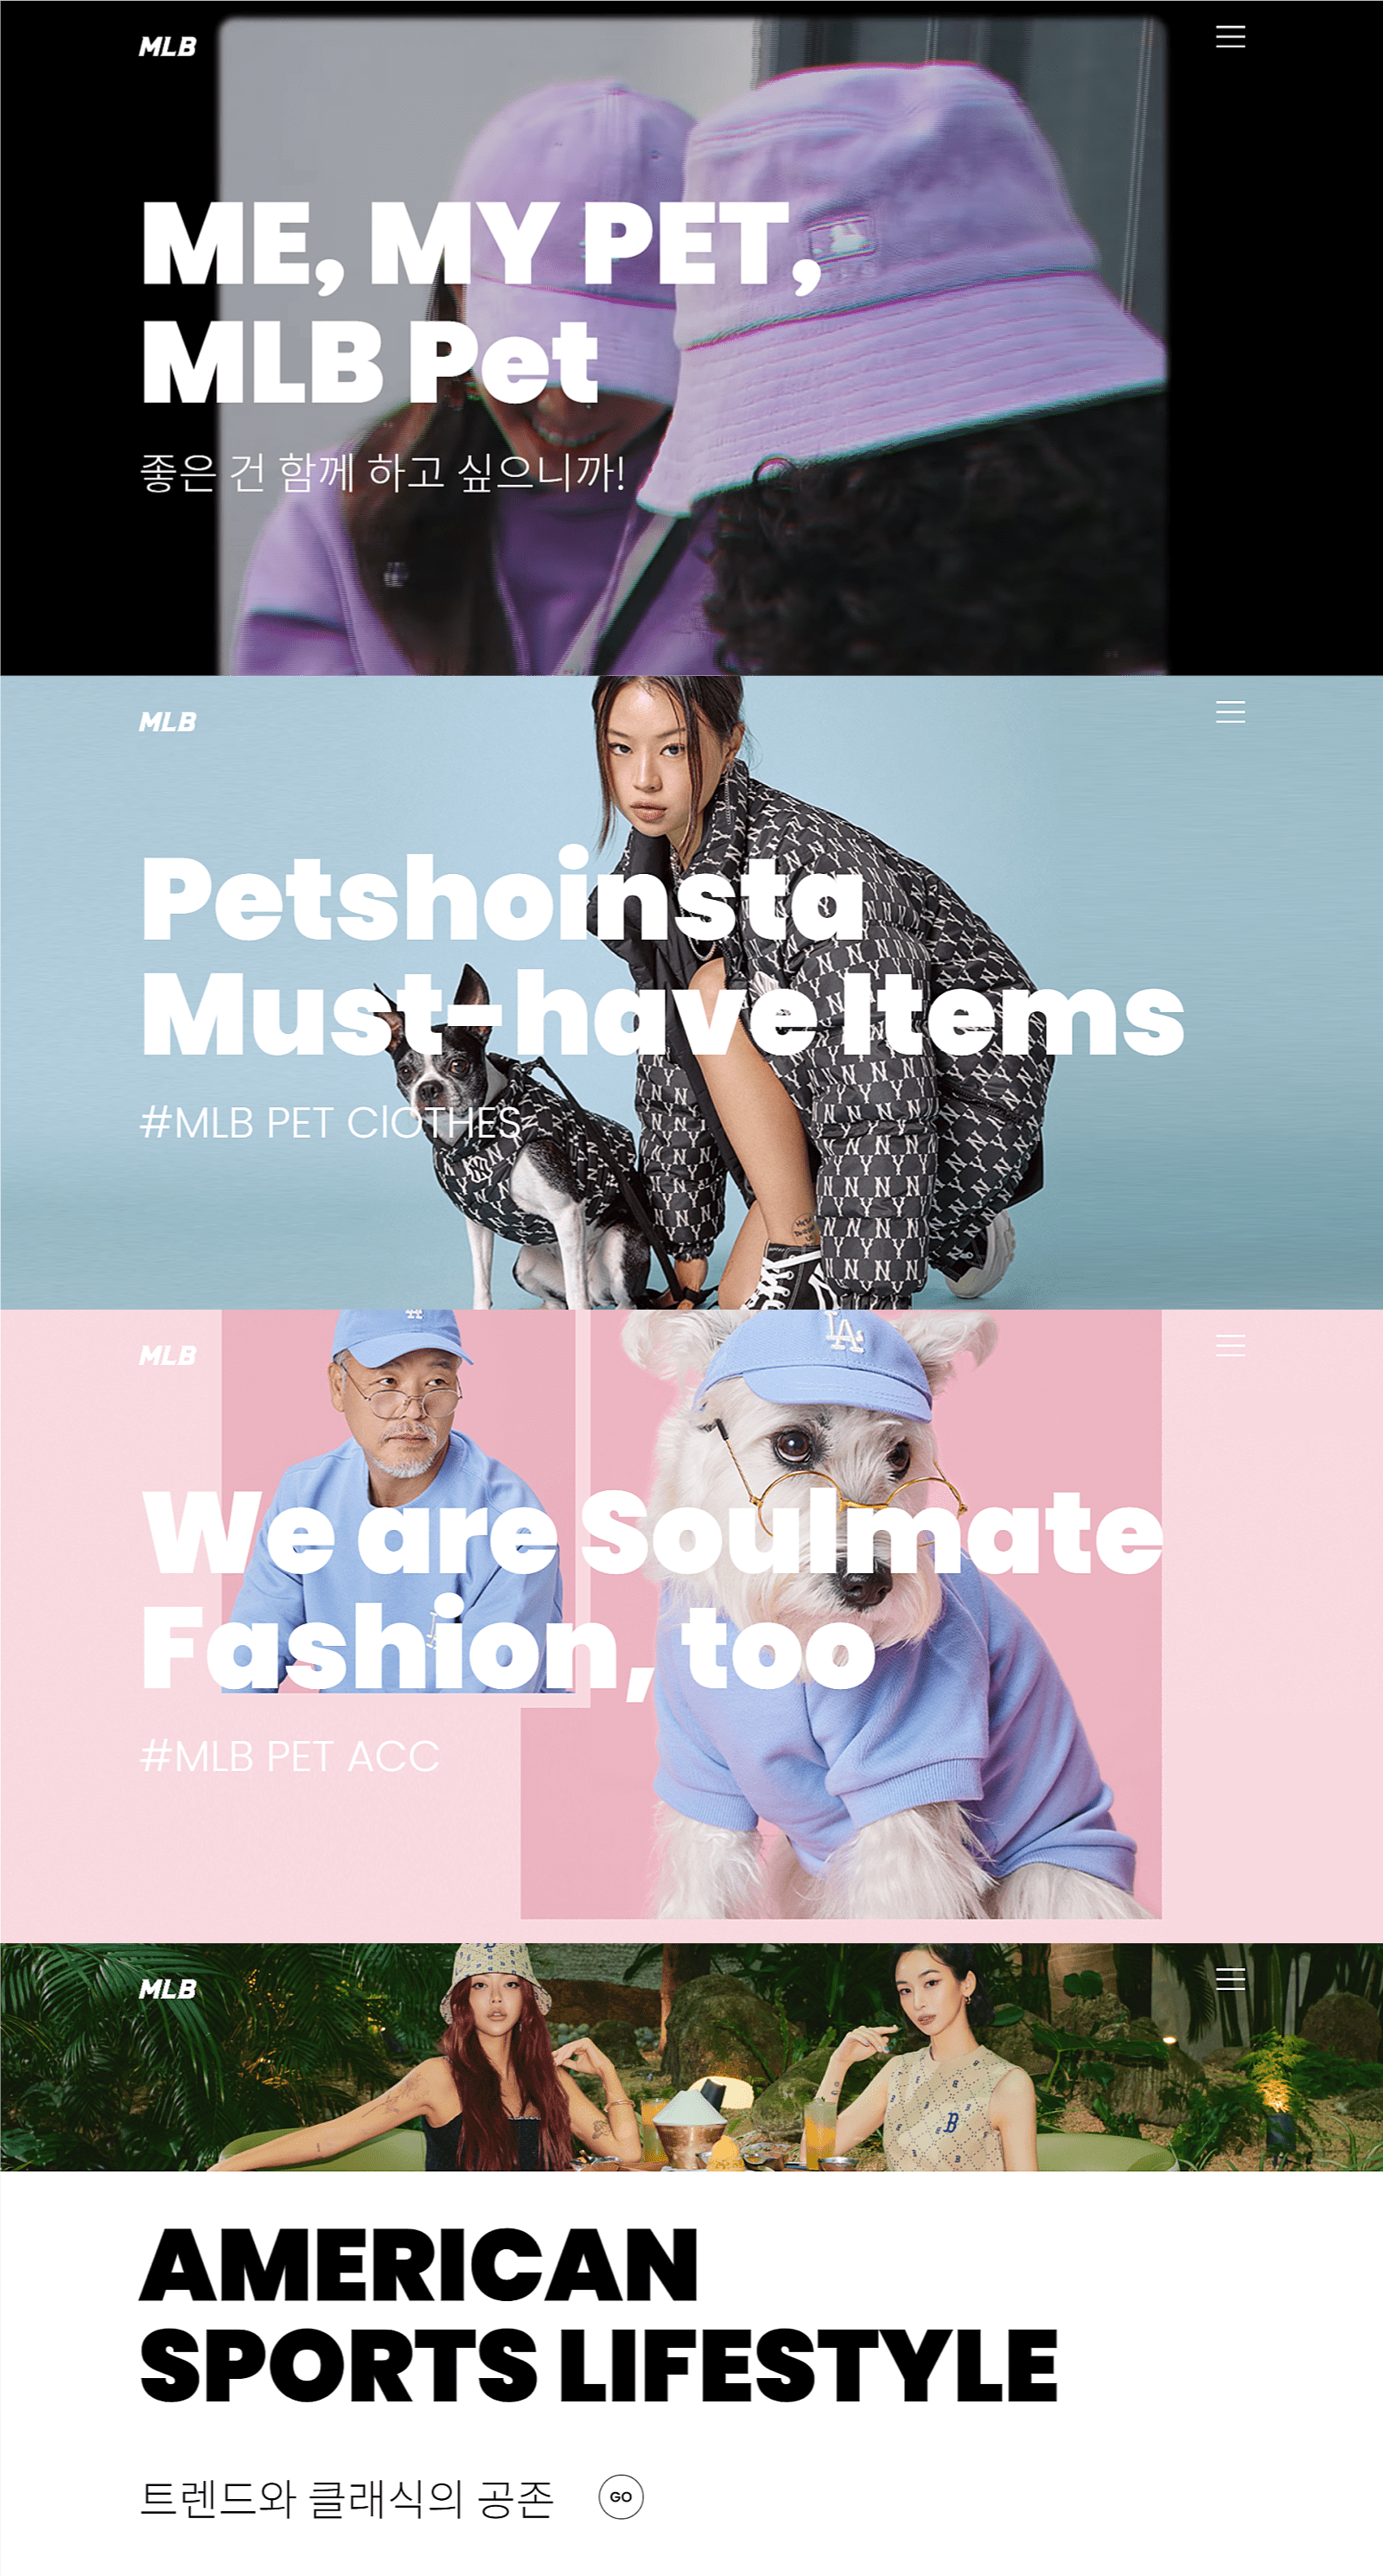 MLB
ME, MY PET,
MLB Pet
좋은 건 함께 하고 싶으니까!
MLB
Petshoinsta
Must-have Items
#MLB PET ClOTHES
MLB
LA
We are Soulmate
Fashion, too
#MLB PET ACC
MLB
B
AMERICAN
SPORTS LIFESTYLE
트렌드와 클래식의 공존
GO